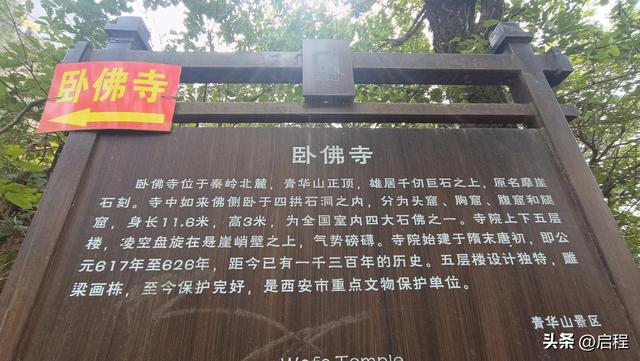 卧佛寺
青华山
卧佛寺
卧佛寺位于秦岭北麓，青华山正顶，雄居千仞巨石之上，原名摩崖
石刻。寺中如来佛侧卧于四拱石洞之内，分为头窟、胸窟、腹窟和腿
窟，身长11.6米，高3米，为全国室内四大石佛之一。寺院上下五层
楼，凌空盘旋在悬崖峭壁之上，气势磅礴。寺院始建于隋末唐初，即公
元617年至626年，距今已有一千三百年的历史。五层楼设计独特，雕
梁画栋，至今保护完好，是西安市重点文物保护单位。
青华山景区
Wofo Temple
头条 @启程